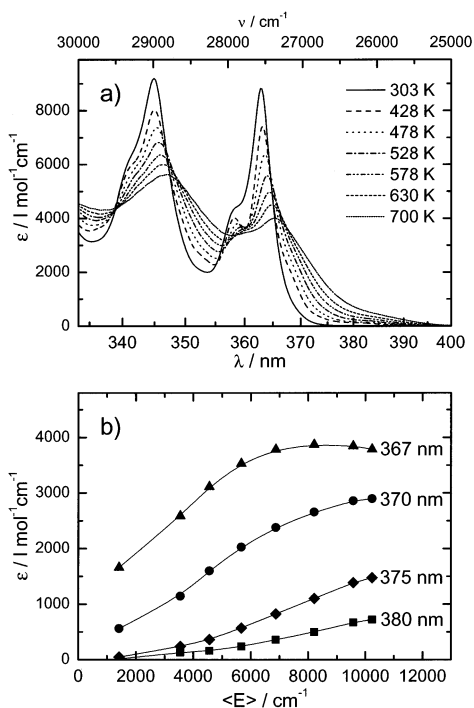 ν / cm⁻¹
30000 29000 28000 27000 26000 25000
a)
303 K
428 K
478 K
528 K
578 K
630 K
700 K
8000
6000
4000
2000
0
ε / l mol⁻¹cm⁻¹
340 350 360 370 380 390 400
λ / nm
b)
4000
3000
2000
1000
0
ε / l mol⁻¹cm⁻¹
367 nm
370 nm
375 nm
380 nm
0 2000 4000 6000 8000 10000 12000
<E> / cm⁻¹